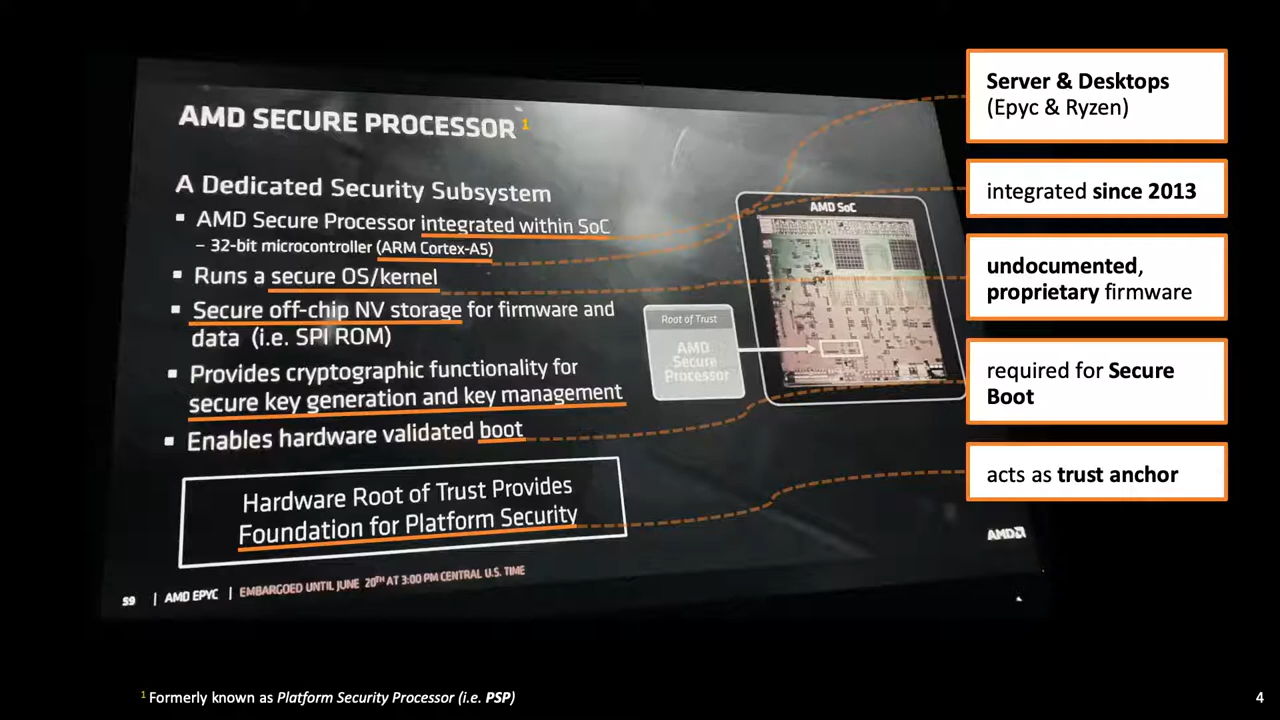 AMD SECURE PROCESSOR 1
A Dedicated Security Subsystem
▪ AMD Secure Processor integrated within SoC
– 32-bit microcontroller (ARM Cortex-A5)
▪ Runs a secure OS/kernel
▪ Secure off-chip NV storage for firmware and
data (i.e. SPI ROM)
▪ Provides cryptographic functionality for
secure key generation and key management
▪ Enables hardware validated boot
Hardware Root of Trust Provides
Foundation for Platform Security
Root of Trust
AMD
Secure
Processor
AMD SoC
59 | AMD EPYC | EMBARGOED UNTIL JUNE 20TH AT 3:00 PM CENTRAL U.S. TIME
AMD
Server & Desktops
(Epyc & Ryzen)
integrated since 2013
undocumented,
proprietary firmware
required for Secure
Boot
acts as trust anchor
1 Formerly known as Platform Security Processor (i.e. PSP)
4